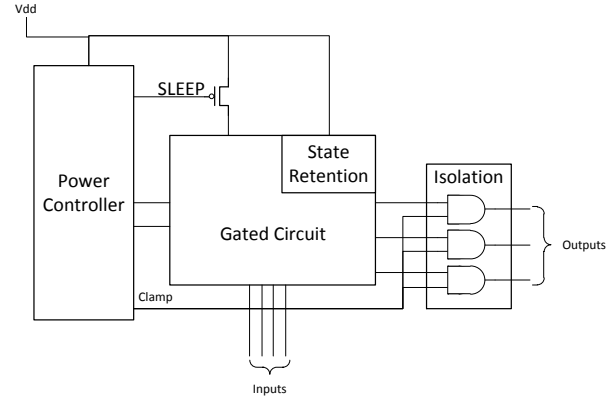 Vdd
SLEEP
State
Retention
Power
Controller
Isolation
Gated Circuit
Outputs
Clamp
Inputs